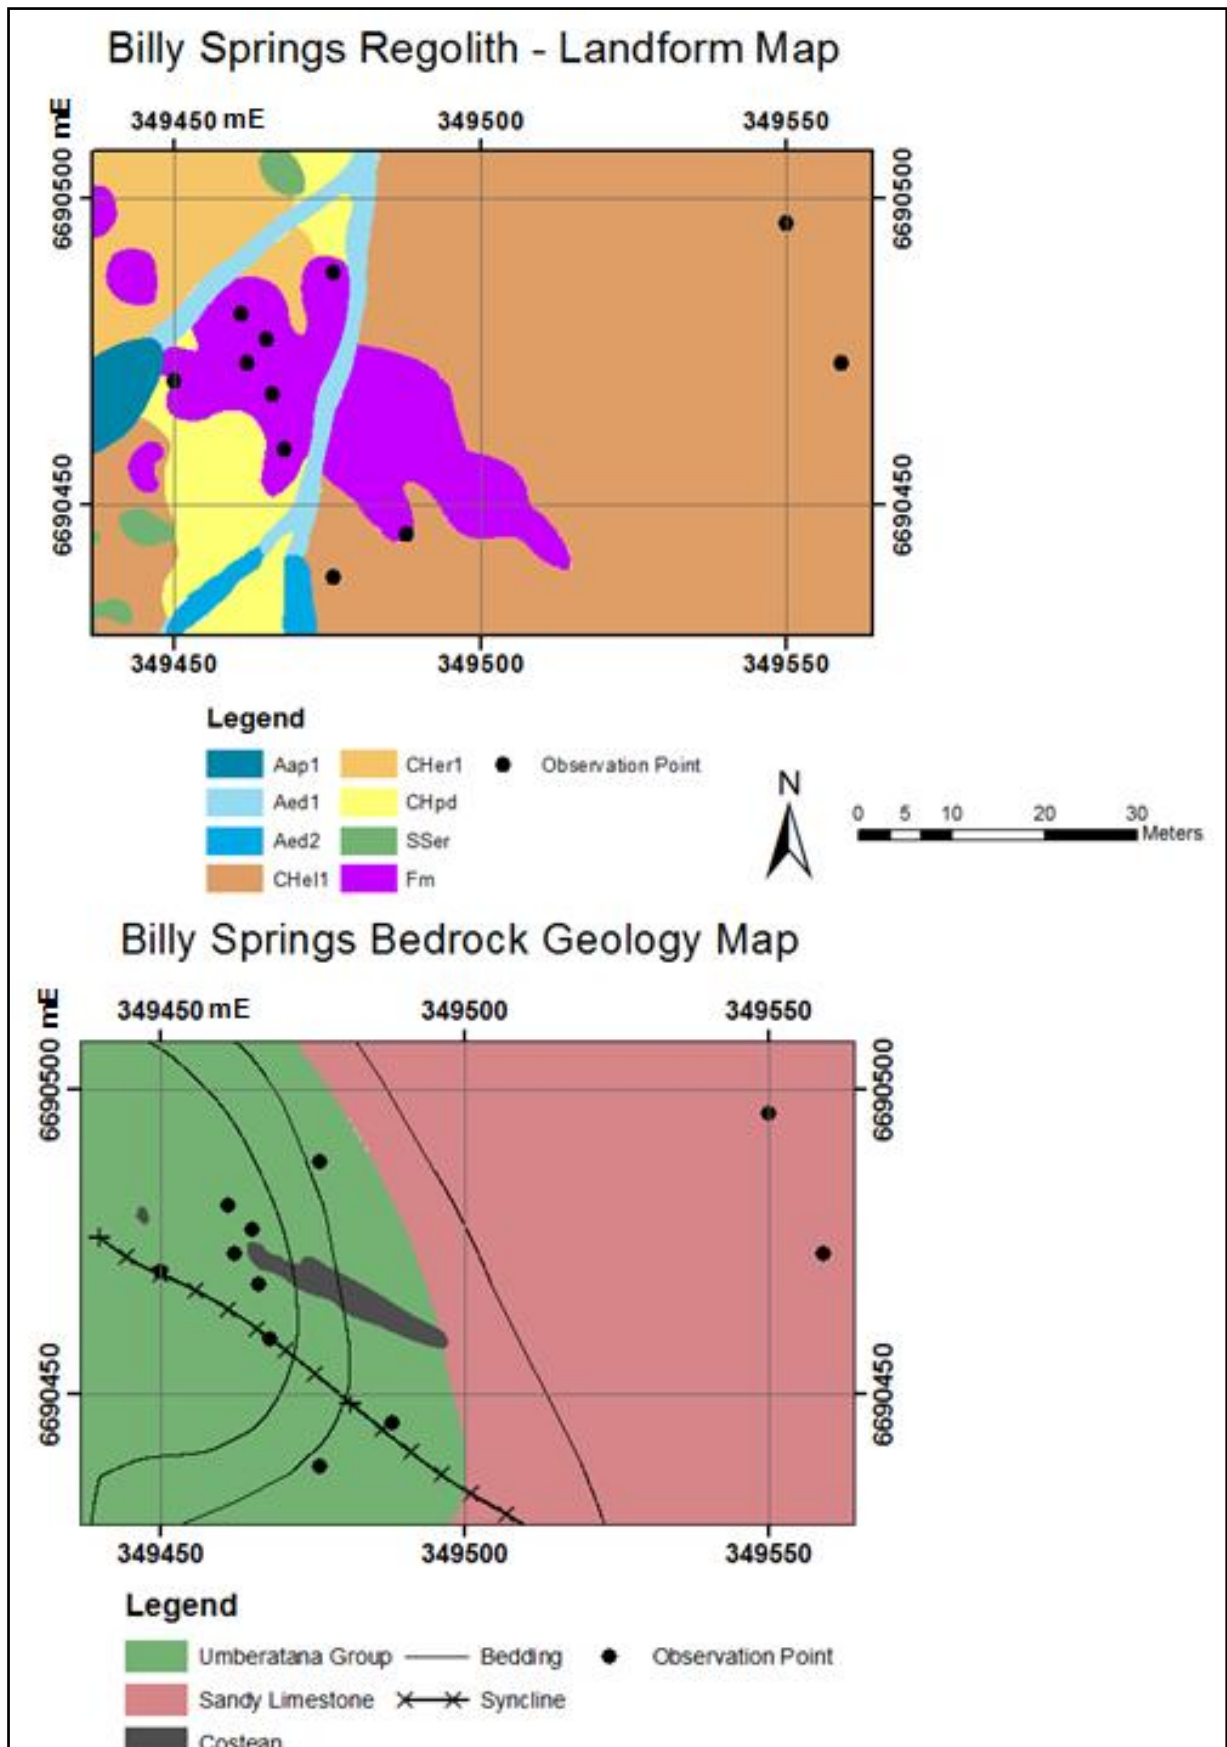 Billy Springs Regolith - Landform Map
349450 mE 349500 349550
mE
6690500 6690500
6690450 6690450
349450 349500 349550
Legend
Aap1 CHer1 Observation Point
Aed1 CHpd
Aed2 SSer
CHel1 Fm
N
0 5 10 20 30
Meters
Billy Springs Bedrock Geology Map
349450 mE 349500 349550
mE
6690500 6690500
6690450 6690450
349450 349500 349550
Legend
Umberatana Group Bedding Observation Point
Sandy Limestone Syncline
Costean